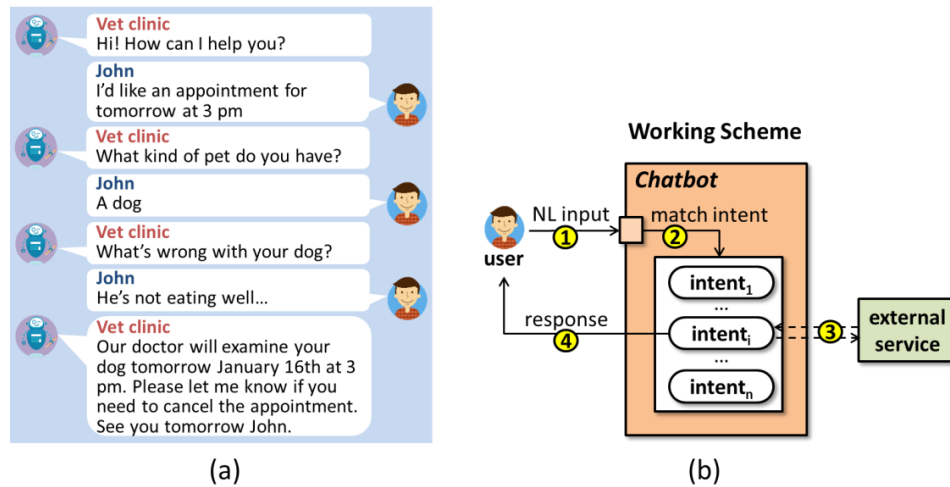 Vet clinic
Hi! How can I help you?
John
I'd like an appointment for
tomorrow at 3 pm
Vet clinic
What kind of pet do you have?
John
A dog
Vet clinic
What's wrong with your dog?
John
He's not eating well...
Vet clinic
Our doctor will examine your
dog tomorrow January 16th at 3
pm. Please let me know if you
need to cancel the appointment.
See you tomorrow John.
(a)
Working Scheme
Chatbot
NL input
1
match intent
2
user
intent₁
...
intentᵢ
...
intentₙ
response
4
3
external
service
(b)